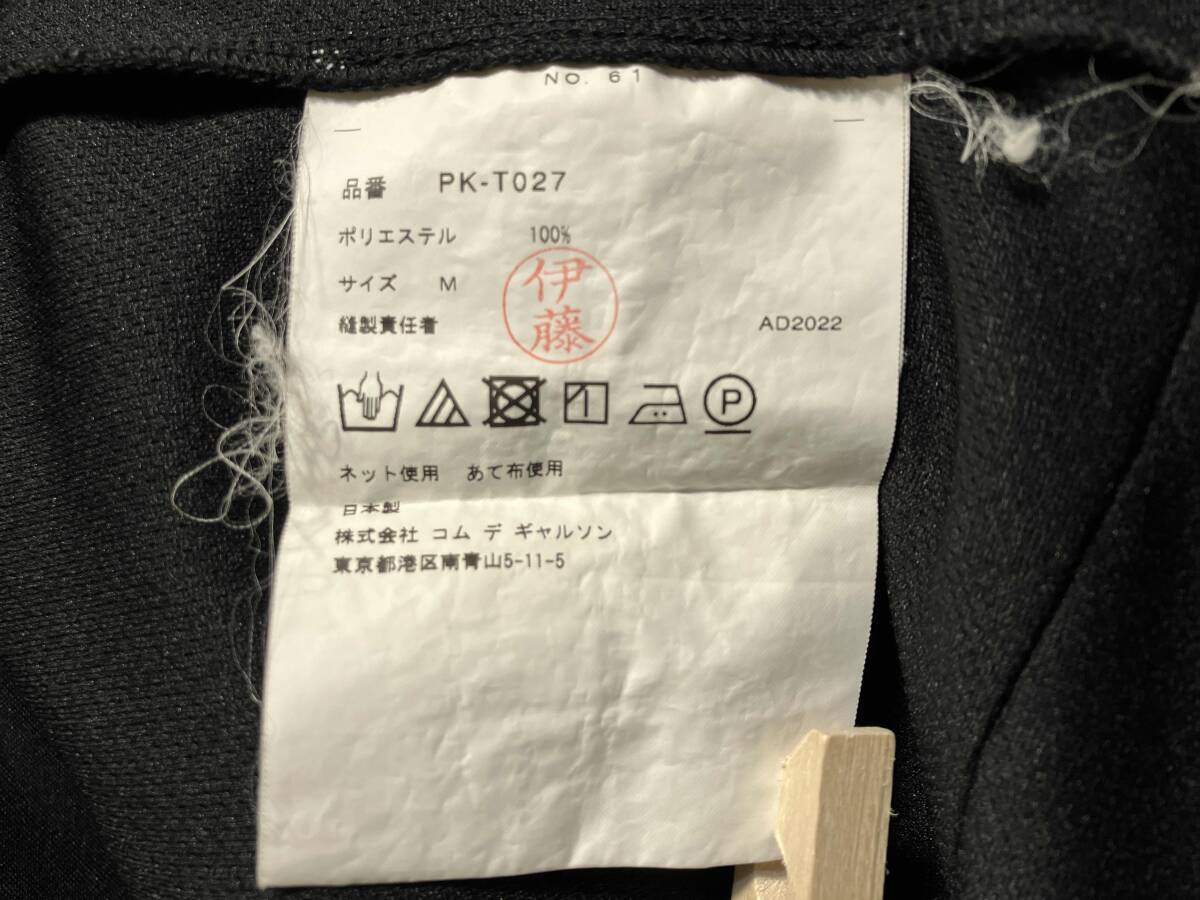 NO. 61
品番 PK-T027
ポリエステル 100%
サイズ M
縫製責任者 伊藤 AD2022
P
ネット使用 あて布使用
日本製
株式会社 コム デ ギャルソン
東京都港区南青山5-11-5